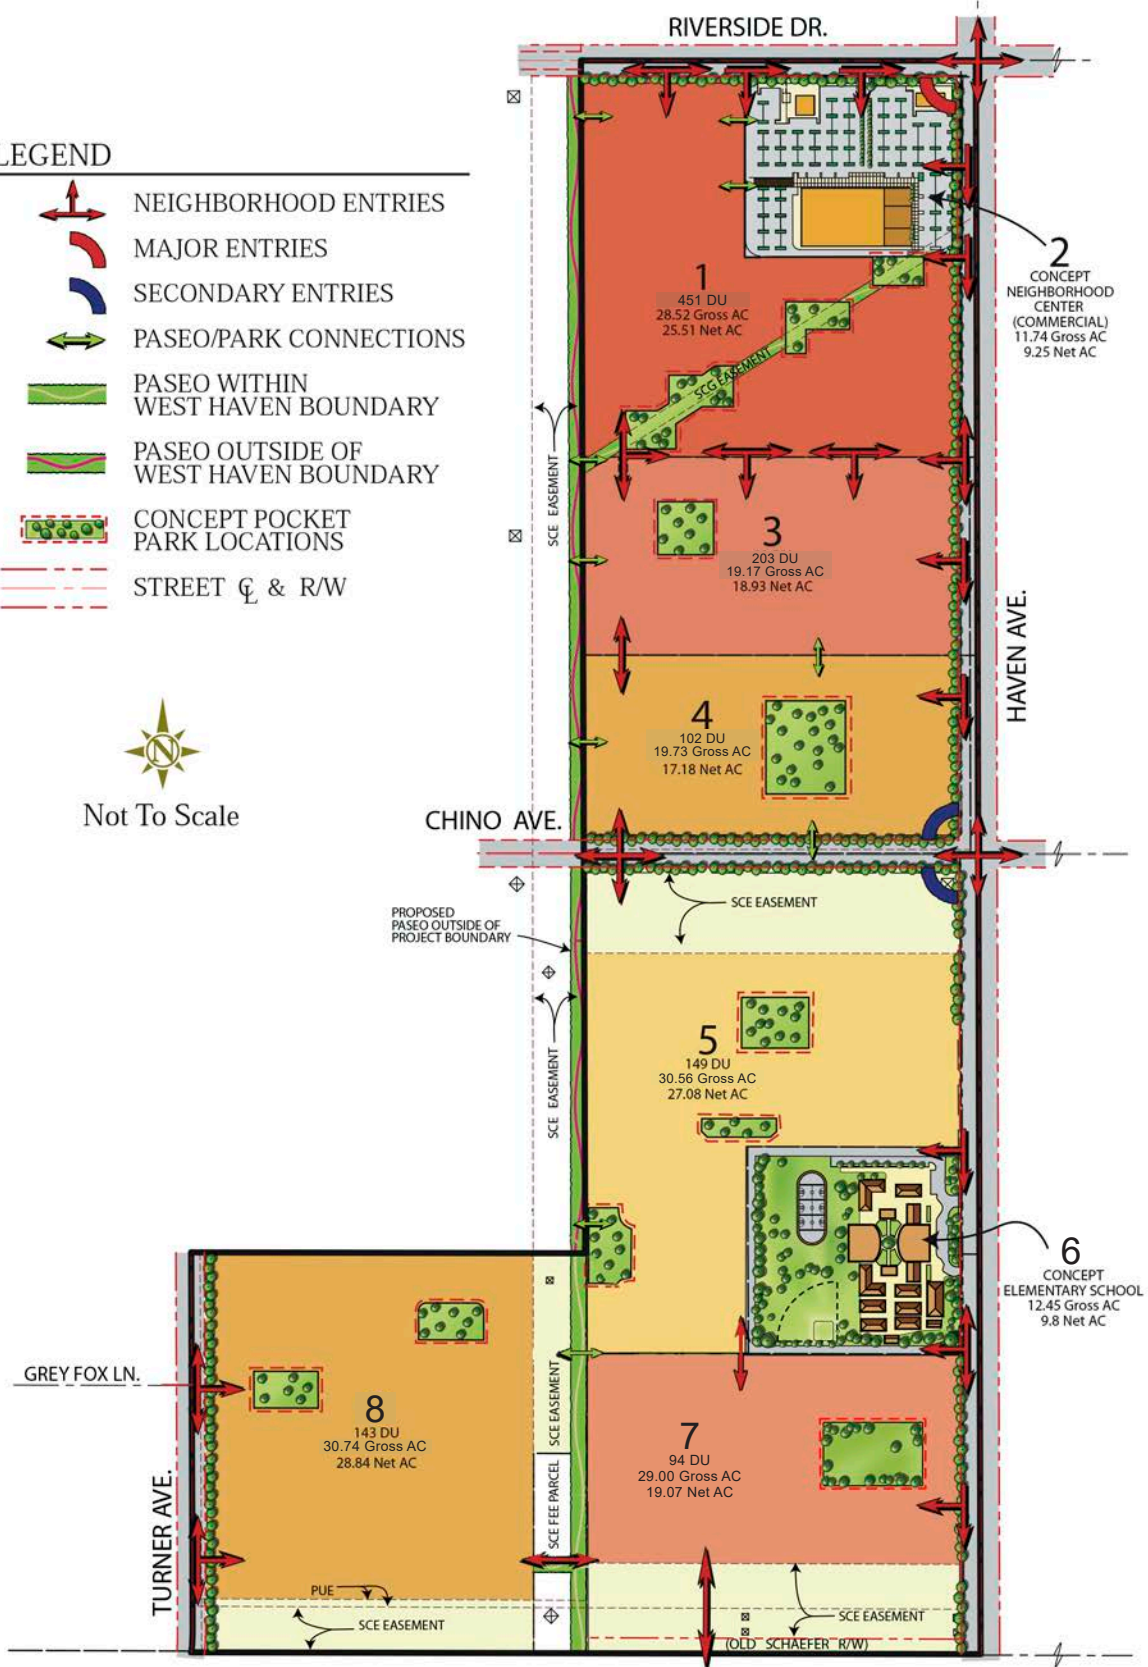 RIVERSIDE DR.
LEGEND
NEIGHBORHOOD ENTRIES
MAJOR ENTRIES
SECONDARY ENTRIES
PASEO/PARK CONNECTIONS
PASEO WITHIN
WEST HAVEN BOUNDARY
PASEO OUTSIDE OF
WEST HAVEN BOUNDARY
CONCEPT POCKET
PARK LOCATIONS
STREET ℄ & R/W
N
Not To Scale
1
451 DU
28.52 Gross AC
25.51 Net AC
SCG EASEMENT
2
CONCEPT
NEIGHBORHOOD
CENTER
(COMMERCIAL)
11.74 Gross AC
9.25 Net AC
SCE EASEMENT
3
203 DU
19.17 Gross AC
18.93 Net AC
HAVEN AVE.
4
102 DU
19.73 Gross AC
17.18 Net AC
CHINO AVE.
SCE EASEMENT
PROPOSED
PASEO OUTSIDE OF
PROJECT BOUNDARY
SCE EASEMENT
5
149 DU
30.56 Gross AC
27.08 Net AC
6
CONCEPT
ELEMENTARY SCHOOL
12.45 Gross AC
9.8 Net AC
GREY FOX LN.
TURNER AVE.
8
143 DU
30.74 Gross AC
28.84 Net AC
SCE EASEMENT
SCE FEE PARCEL
7
94 DU
29.00 Gross AC
19.07 Net AC
PUE
SCE EASEMENT
SCE EASEMENT
(OLD SCHAEFER R/W)